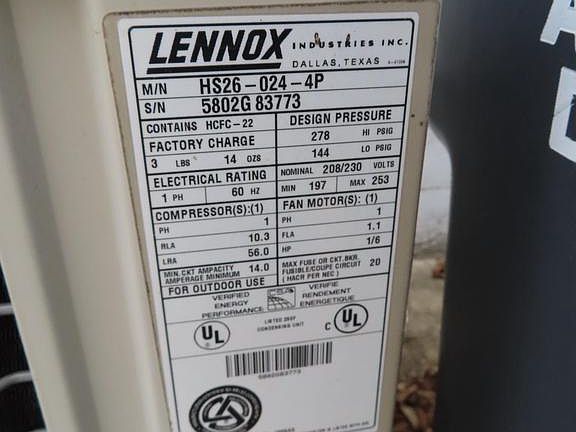 LENNOX INDUSTRIES INC.
DALLAS, TEXAS
M/N HS26-024-4P
S/N 5802G 83773
CONTAINS HCFC-22
DESIGN PRESSURE
FACTORY CHARGE
278 HI PSIG
3 LBS 14 OZS
144 LO PSIG
ELECTRICAL RATING
NOMINAL 208/230 VOLTS
1 PH 60 HZ
MIN 197 MAX 253
COMPRESSOR(S):(1)
FAN MOTOR(S): (1)
PH 1
PH 1
RLA 10.3
FLA 1.1
LRA 56.0
HP 1/6
MIN. CKT AMPACITY
AMPERAGE MINIMUM 14.0
MAX FUSE OR CKT. BKR.
FUSIBLE/COUPE CIRCUIT 20
(HACR PER NEC)
FOR OUTDOOR USE
VERIFIED
ENERGY
PERFORMANCE
VERIFIE
RENDEMENT
ENERGETIQUE
UL
C UL
LISTED
CONDENSING UNIT
5802G83773